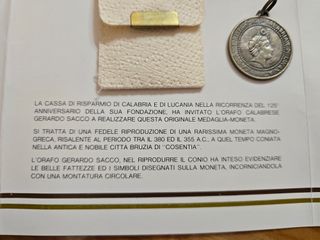 LA CASSA DI RISPARMIO DI CALABRIA E DI LUCANIA NELLA RICORRENZA DEL 125°
ANNIVERSARIO DELLA SUA FONDAZIONE, HA INVITATO L'ORAFO CALABRESE
GERARDO SACCO A REALIZZARE QUESTA ORIGINALE MEDAGLIA-MONETA.
SI TRATTA DI UNA FEDELE RIPRODUZIONE DI UNA RARISSIMA MONETA MAGNO-
GRECA, RISALENTE AL PERIODO TRA IL 380 ED IL 355 A.C., A QUEL TEMPO CONIATA
NELLA ANTICA E NOBILE CITTÀ BRUZIA DI "COSENTIA".
L'ORAFO GERARDO SACCO, NEL RIPRODURRE IL CONIO HA INTESO EVIDENZIARE
LE BELLE FATTEZZE ED I SIMBOLI DISEGNATI SULLA MONETA, INCORNICIANDOLA
CON UNA MONTATURA CIRCOLARE.